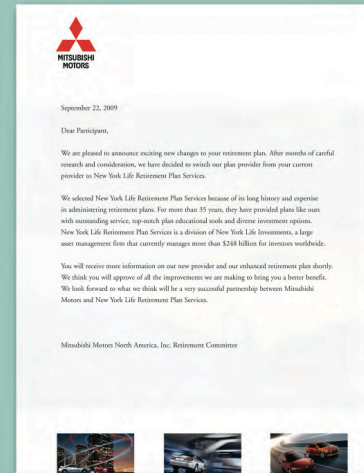 MITSUBISHI
MOTORS
September 22, 2009
Dear Participant,
We are pleased to announce exciting new changes to your retirement plan. After months of careful
research and consideration, we have decided to switch our plan provider from your current
provider to New York Life Retirement Plan Services.
We selected New York Life Retirement Plan Services because of its long history and expertise
in administering retirement plans. For more than 35 years, they have provided plans like ours
with outstanding service, top-notch plan educational tools and diverse investment options.
New York Life Retirement Plan Services is a division of New York Life Investments, a large
asset management firm that currently manages more than $248 billion for investors worldwide.
You will receive more information on our new provider and our enhanced retirement plan shortly.
We think you will approve of all the improvements we are making to bring you a better benefit.
We look forward to what we think will be a very successful partnership between Mitsubishi
Motors and New York Life Retirement Plan Services.
Mitsubishi Motors North America, Inc. Retirement Committee